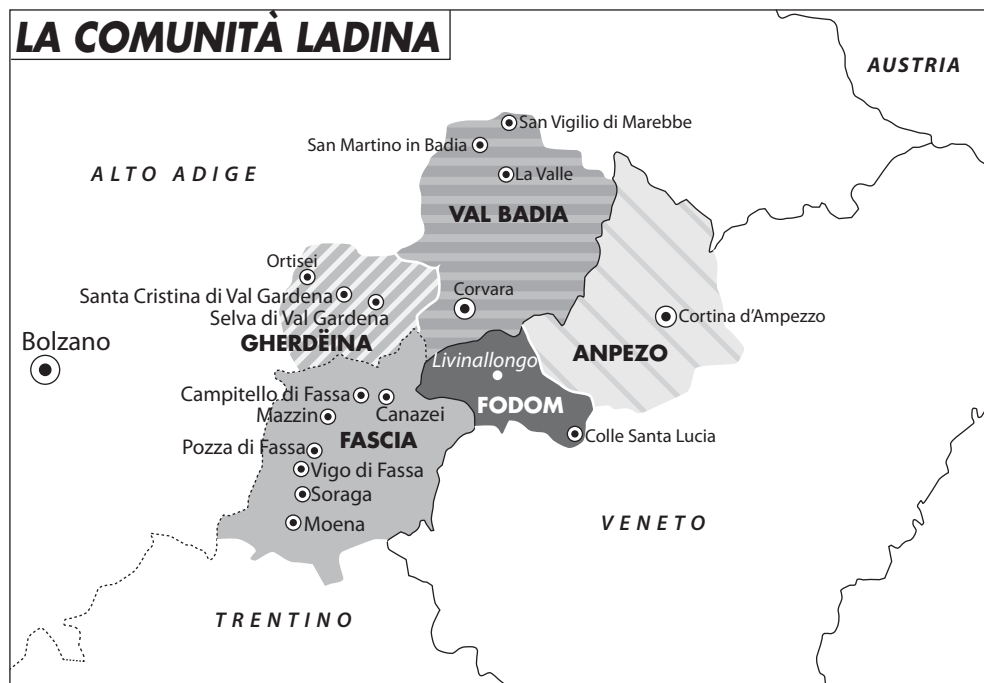 LA COMUNITÀ LADINA
AUSTRIA
San Vigilio di Marebbe
San Martino in Badia
ALTO ADIGE
La Valle
VAL BADIA
Ortisei
Santa Cristina di Val Gardena
Corvara
Selva di Val Gardena
Cortina d’Ampezzo
GHERDËINA
Bolzano
ANPEZO
Livinallongo
Campitello di Fassa
Canazei
FODOM
Mazzin
FASCIA
Colle Santa Lucia
Pozza di Fassa
Vigo di Fassa
Soraga
Moena
VENETO
TRENTINO